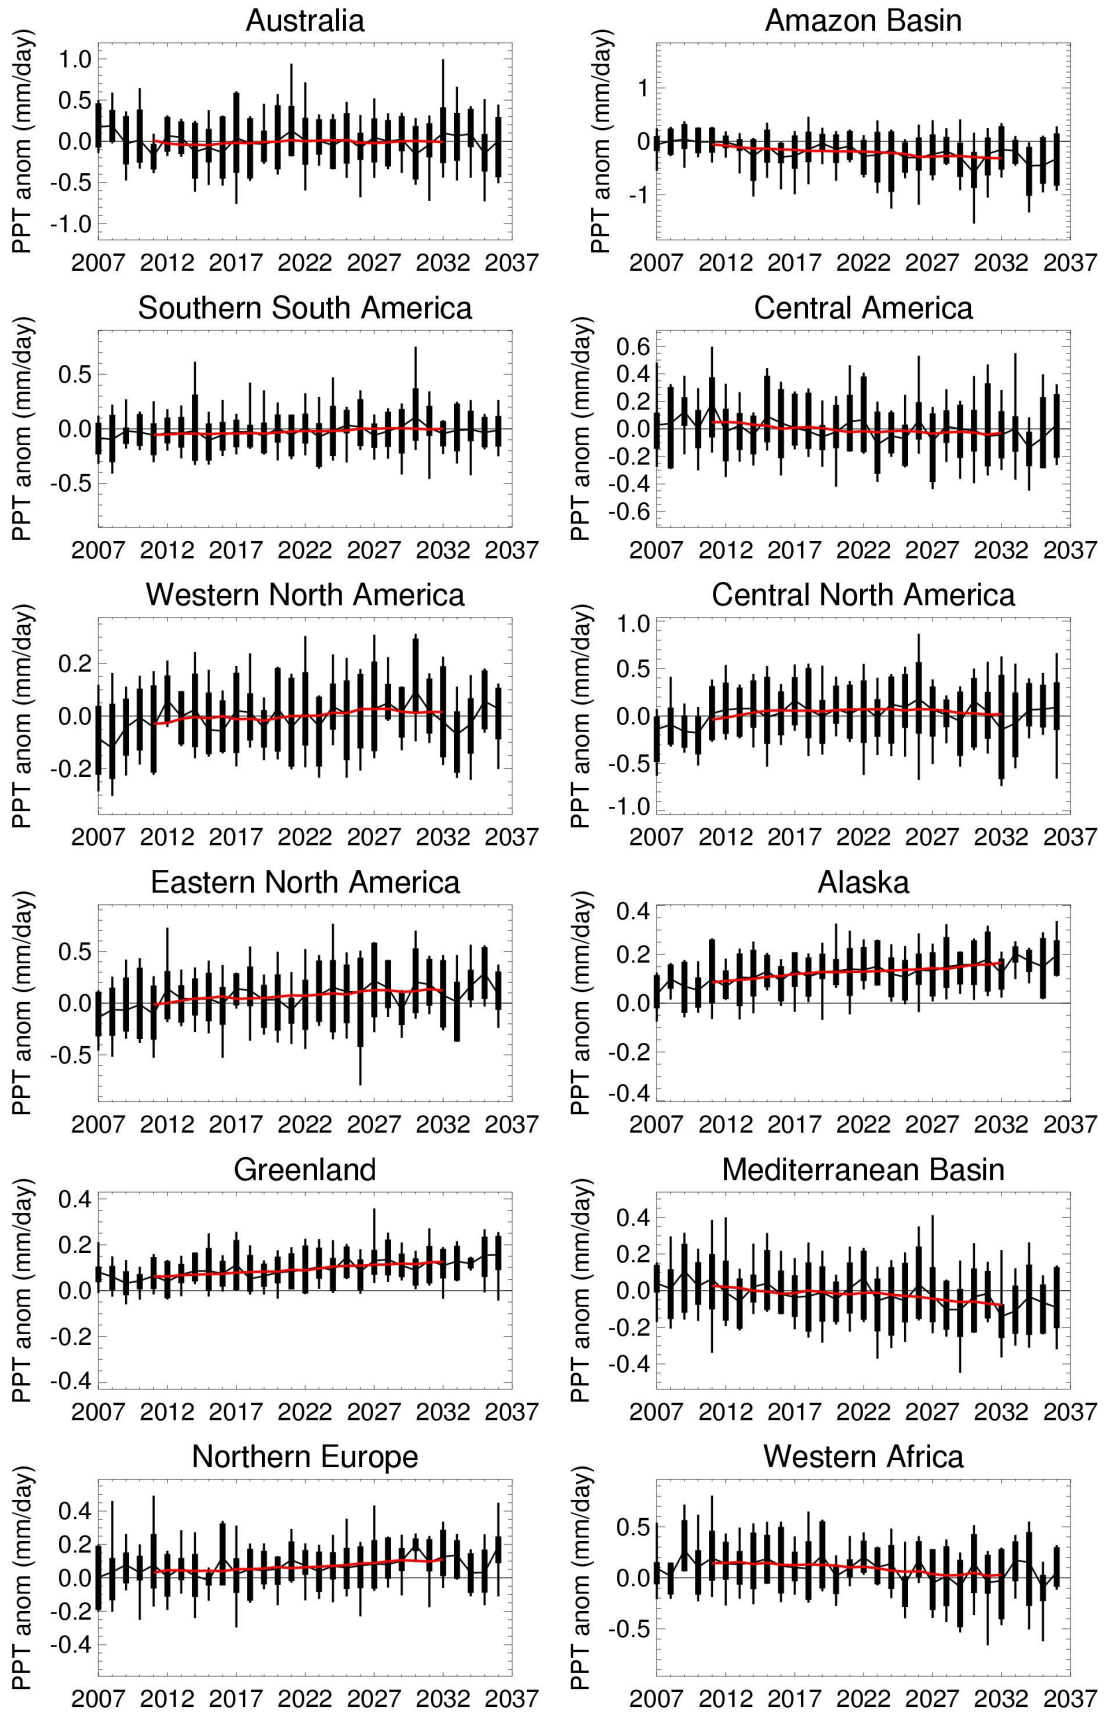 Australia
PPT anom (mm/day)
1.0
0.5
0.0
-0.5
-1.0
2007 2012 2017 2022 2027 2032 2037
Amazon Basin
PPT anom (mm/day)
1
0
-1
2007 2012 2017 2022 2027 2032 2037
Southern South America
PPT anom (mm/day)
0.5
0.0
-0.5
2007 2012 2017 2022 2027 2032 2037
Central America
PPT anom (mm/day)
0.6
0.4
0.2
0.0
-0.2
-0.4
-0.6
2007 2012 2017 2022 2027 2032 2037
Western North America
PPT anom (mm/day)
0.2
0.0
-0.2
2007 2012 2017 2022 2027 2032 2037
Central North America
PPT anom (mm/day)
1.0
0.5
0.0
-0.5
-1.0
2007 2012 2017 2022 2027 2032 2037
Eastern North America
PPT anom (mm/day)
0.5
0.0
-0.5
2007 2012 2017 2022 2027 2032 2037
Alaska
PPT anom (mm/day)
0.4
0.2
0.0
-0.2
-0.4
2007 2012 2017 2022 2027 2032 2037
Greenland
PPT anom (mm/day)
0.4
0.2
0.0
-0.2
-0.4
2007 2012 2017 2022 2027 2032 2037
Mediterranean Basin
PPT anom (mm/day)
0.4
0.2
0.0
-0.2
-0.4
2007 2012 2017 2022 2027 2032 2037
Northern Europe
PPT anom (mm/day)
0.4
0.2
0.0
-0.2
-0.4
2007 2012 2017 2022 2027 2032 2037
Western Africa
PPT anom (mm/day)
0.5
0.0
-0.5
2007 2012 2017 2022 2027 2032 2037